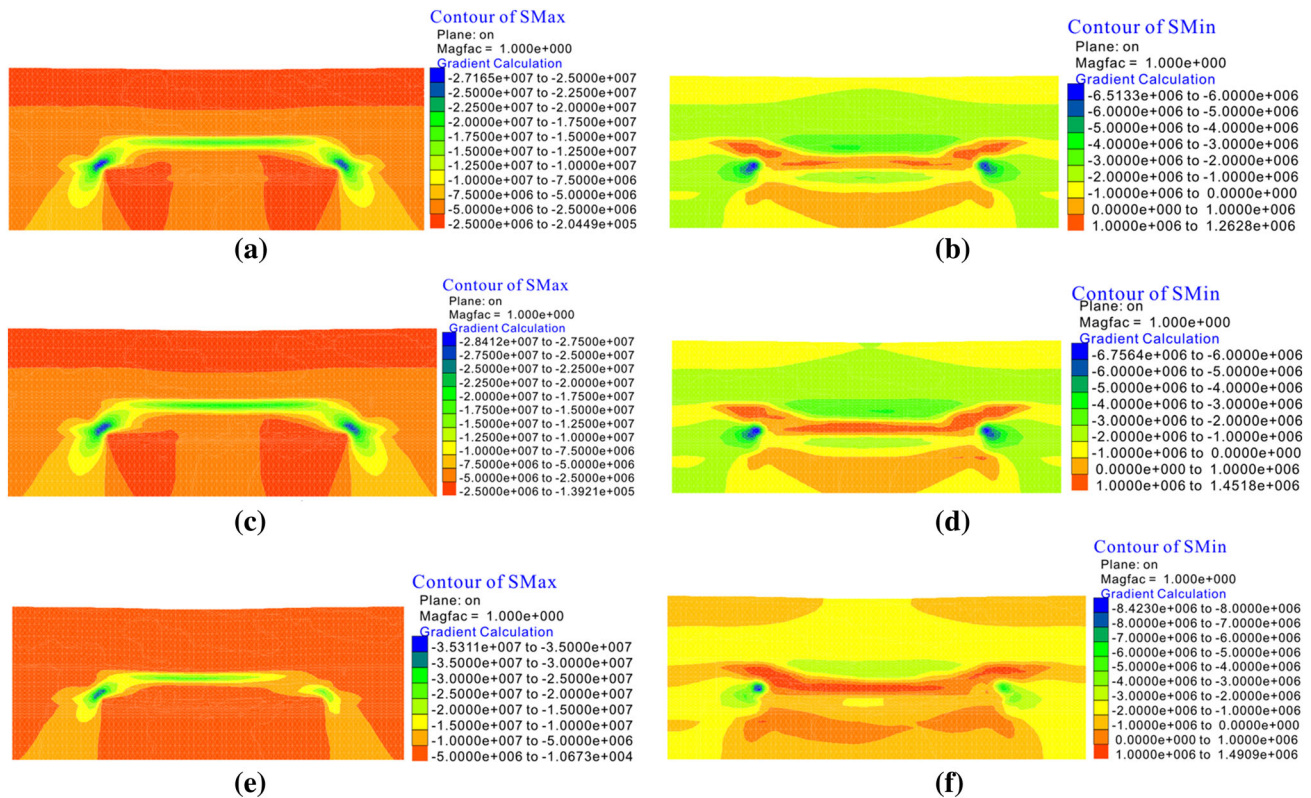 Contour of SMax
Plane: on
Magfac = 1.000e+000
Gradient Calculation
-2.7165e+007 to -2.5000e+007
-2.5000e+007 to -2.2500e+007
-2.2500e+007 to -2.0000e+007
-2.0000e+007 to -1.7500e+007
-1.7500e+007 to -1.5000e+007
-1.5000e+007 to -1.2500e+007
-1.2500e+007 to -1.0000e+007
-1.0000e+007 to -7.5000e+006
-7.5000e+006 to -5.0000e+006
-5.0000e+006 to -2.5000e+006
-2.5000e+006 to -2.0449e+005
(a)
Contour of SMin
Plane: on
Magfac = 1.000e+000
Gradient Calculation
-6.5133e+006 to -6.0000e+006
-6.0000e+006 to -5.0000e+006
-5.0000e+006 to -4.0000e+006
-4.0000e+006 to -3.0000e+006
-3.0000e+006 to -2.0000e+006
-2.0000e+006 to -1.0000e+006
-1.0000e+006 to 0.0000e+000
0.0000e+000 to 1.0000e+006
1.0000e+006 to 1.2628e+006
(b)
Contour of SMax
Plane: on
Magfac = 1.000e+000
Gradient Calculation
-2.8412e+007 to -2.7500e+007
-2.7500e+007 to -2.5000e+007
-2.5000e+007 to -2.2500e+007
-2.2500e+007 to -2.0000e+007
-2.0000e+007 to -1.7500e+007
-1.7500e+007 to -1.5000e+007
-1.5000e+007 to -1.2500e+007
-1.2500e+007 to -1.0000e+007
-1.0000e+007 to -7.5000e+006
-7.5000e+006 to -5.0000e+006
-5.0000e+006 to -2.5000e+006
-2.5000e+006 to -1.3921e+005
(c)
Contour of SMin
Plane: on
Magfac = 1.000e+000
Gradient Calculation
-6.7564e+006 to -6.0000e+006
-6.0000e+006 to -5.0000e+006
-5.0000e+006 to -4.0000e+006
-4.0000e+006 to -3.0000e+006
-3.0000e+006 to -2.0000e+006
-2.0000e+006 to -1.0000e+006
-1.0000e+006 to 0.0000e+000
0.0000e+000 to 1.0000e+006
1.0000e+006 to 1.4518e+006
(d)
Contour of SMax
Plane: on
Magfac = 1.000e+000
Gradient Calculation
-3.5311e+007 to -3.5000e+007
-3.5000e+007 to -3.0000e+007
-3.0000e+007 to -2.5000e+007
-2.5000e+007 to -2.0000e+007
-2.0000e+007 to -1.5000e+007
-1.5000e+007 to -1.0000e+007
-1.0000e+007 to -5.0000e+006
-5.0000e+006 to -1.0673e+004
(e)
Contour of SMin
Plane: on
Magfac = 1.000e+000
Gradient Calculation
-8.4230e+006 to -8.0000e+006
-8.0000e+006 to -7.0000e+006
-7.0000e+006 to -6.0000e+006
-6.0000e+006 to -5.0000e+006
-5.0000e+006 to -4.0000e+006
-4.0000e+006 to -3.0000e+006
-3.0000e+006 to -2.0000e+006
-2.0000e+006 to -1.0000e+006
-1.0000e+006 to 0.0000e+000
0.0000e+000 to 1.0000e+006
1.0000e+006 to 1.4909e+006
(f)